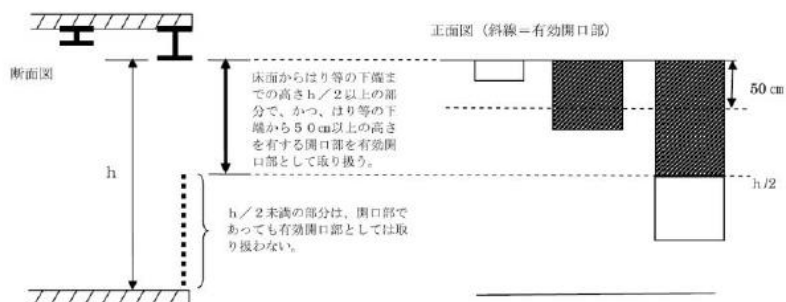 正面図（斜線＝有効開口部）
断面図
床面からはり等の下端ま
での高さh／2以上の部
分で、かつ、はり等の下
端から50㎝以上の高さ
を有する開口部を有効開
口部として取り扱う。
50㎝
h
h/2
h／2未満の部分は、開口部で
あっても有効開口部としては取
り扱わない。